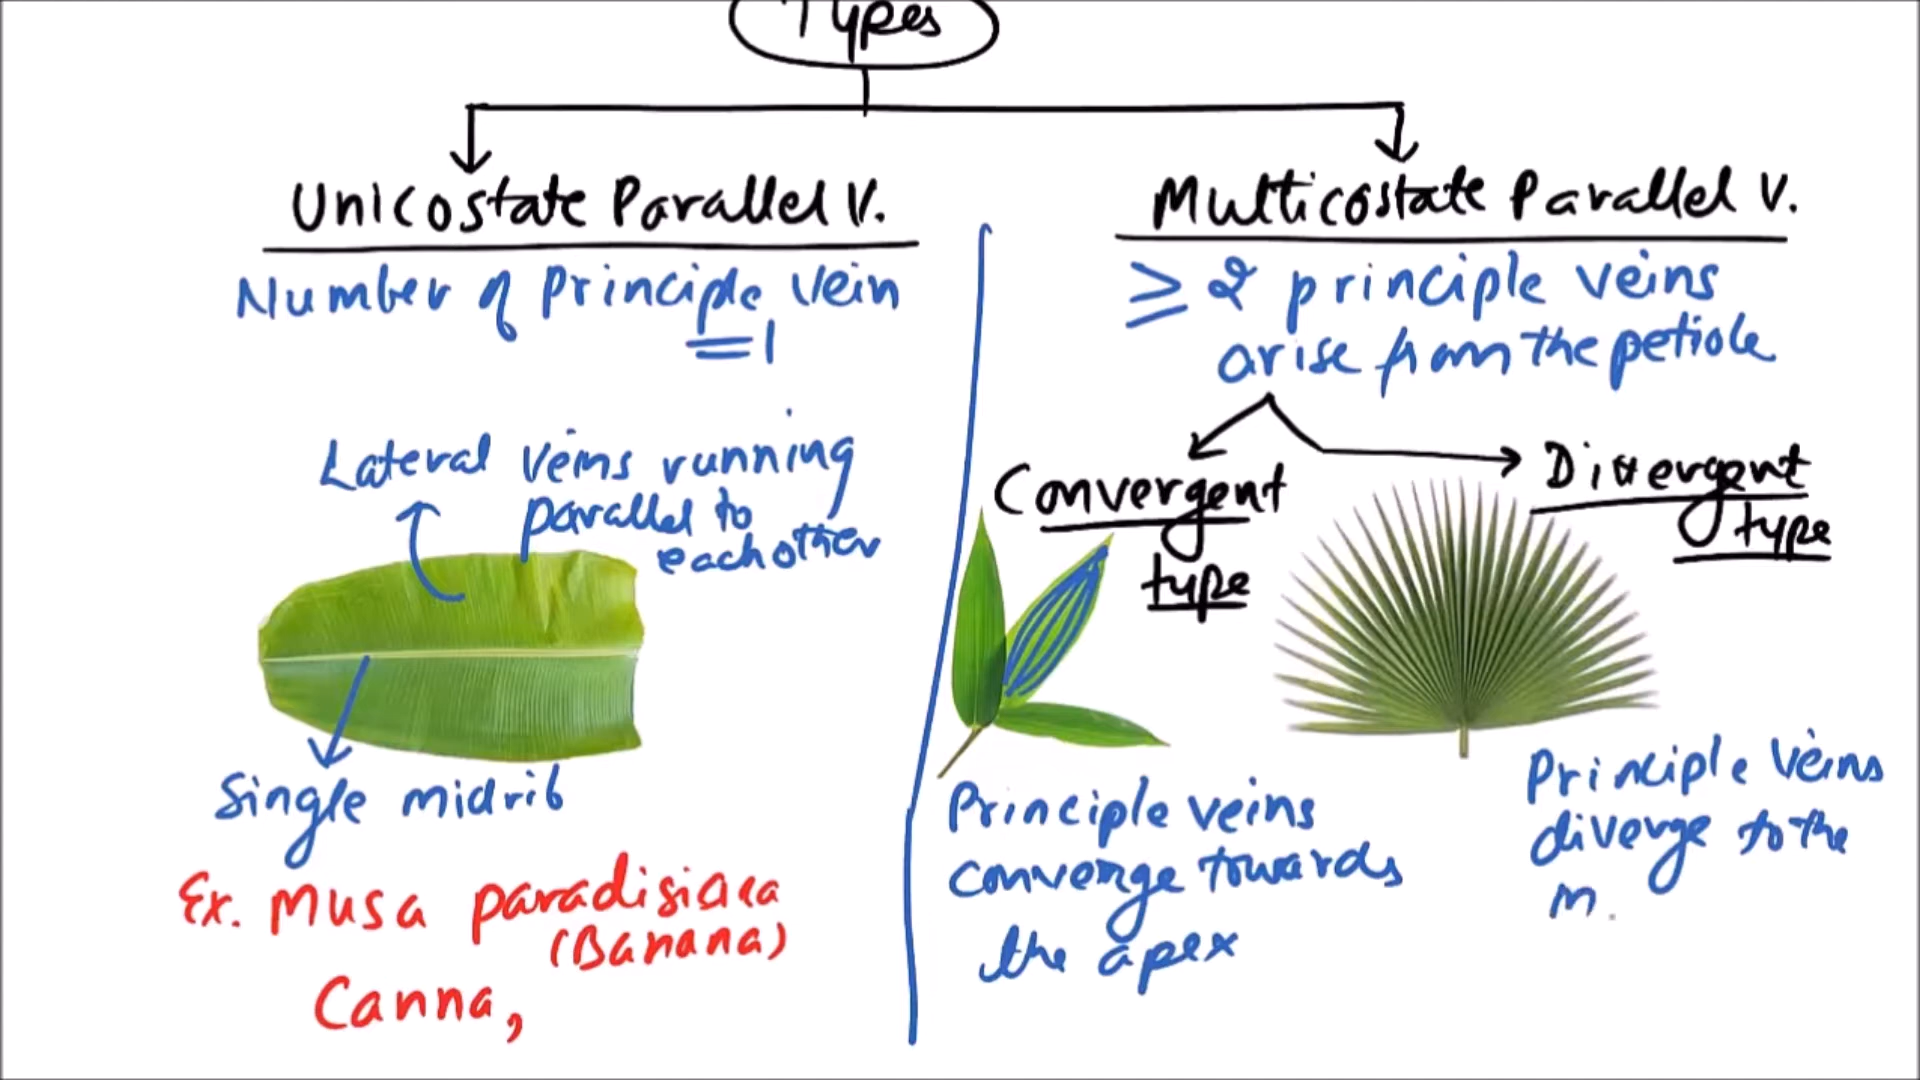 Types
Unicostate Parallel V.
Number of Principle Vein
= 1
Lateral veins running
parallel to
each other
Single midrib
Ex. Musa paradisiaca
(Banana)
Canna,
Multicostate Parallel V.
≥ 2 principle veins
arise from the petiole
Convergent
type
Divergent
type
Principle veins
converge towards
the apex
Principle veins
diverge to the
m